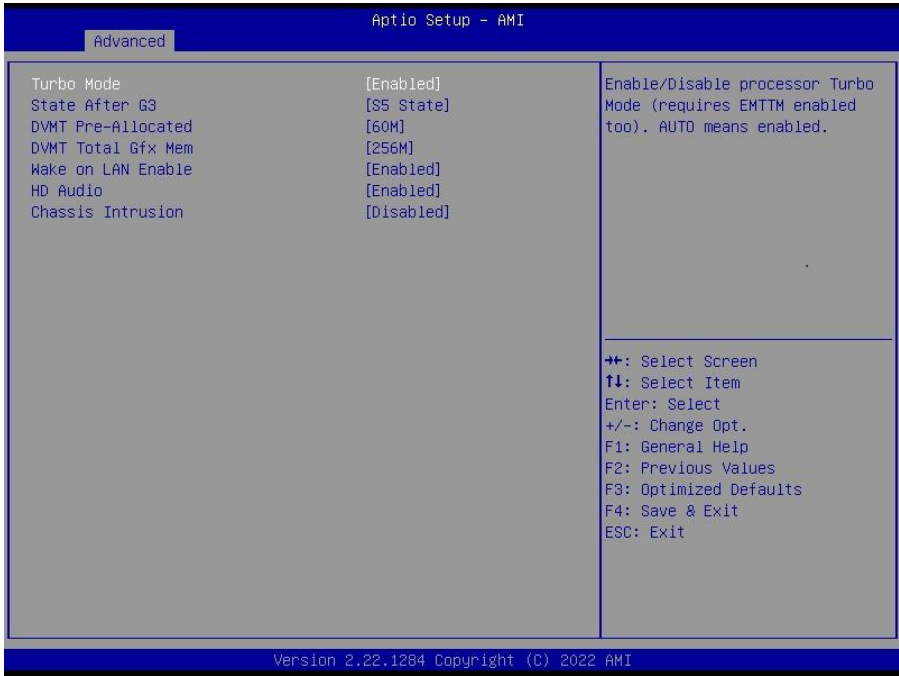 Aptio Setup - AMI
Advanced
Turbo Mode [Enabled]
State After G3 [S5 State]
DVMT Pre-Allocated [60M]
DVMT Total Gfx Mem [256M]
Wake on LAN Enable [Enabled]
HD Audio [Enabled]
Chassis Intrusion [Disabled]
Enable/Disable processor Turbo
Mode (requires EMTTM enabled
too). AUTO means enabled.
→←: Select Screen
↑↓: Select Item
Enter: Select
+/-: Change Opt.
F1: General Help
F2: Previous Values
F3: Optimized Defaults
F4: Save & Exit
ESC: Exit
Version 2.22.1284 Copyright (C) 2022 AMI